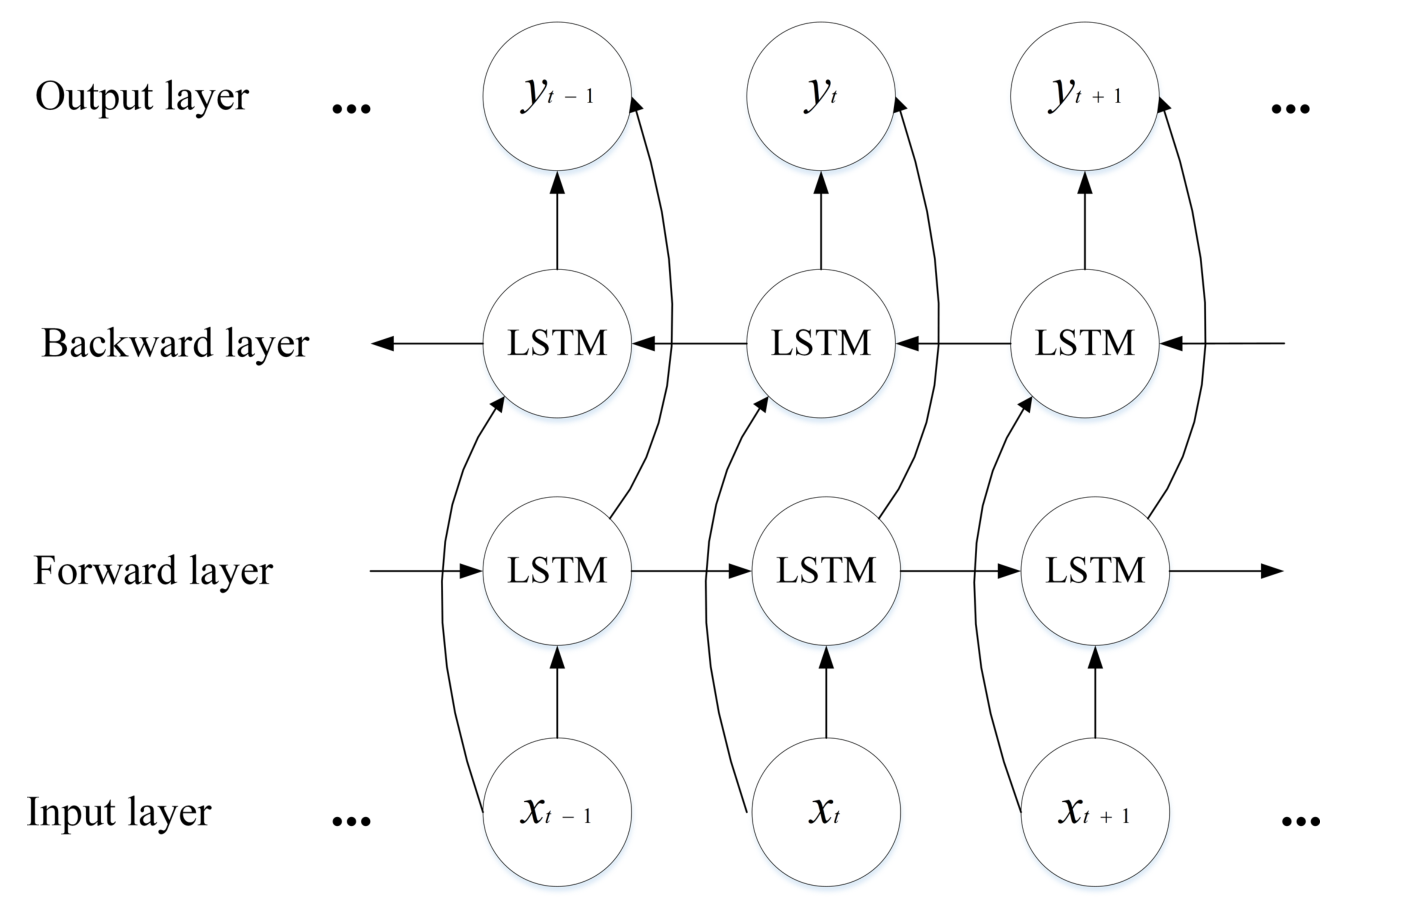 Output layer ... yt − 1 yt yt + 1 ...
Backward layer LSTM LSTM LSTM
Forward layer LSTM LSTM LSTM
Input layer ... xt − 1 xt xt + 1 ...